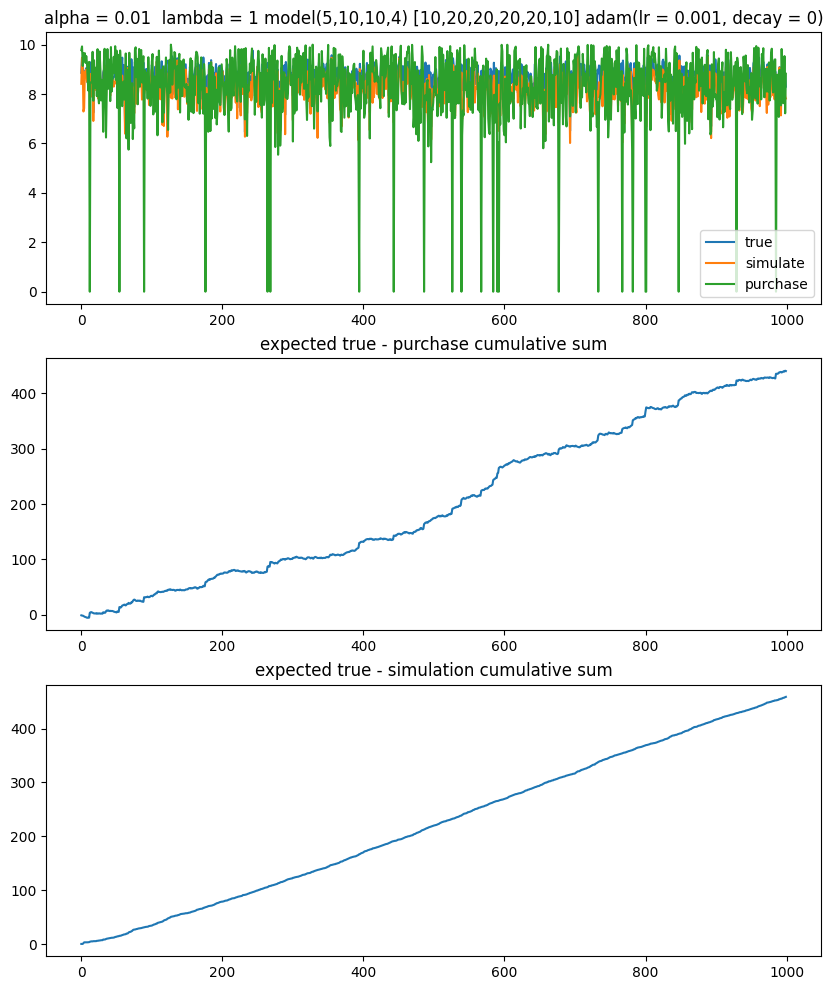 alpha = 0.01  lambda = 1 model(5,10,10,4) [10,20,20,20,20,10] adam(lr = 0.001, decay = 0)
10
8
6
4
2
0
true
simulate
purchase
0 200 400 600 800 1000
expected true - purchase cumulative sum
400
300
200
100
0
0 200 400 600 800 1000
expected true - simulation cumulative sum
400
300
200
100
0
0 200 400 600 800 1000